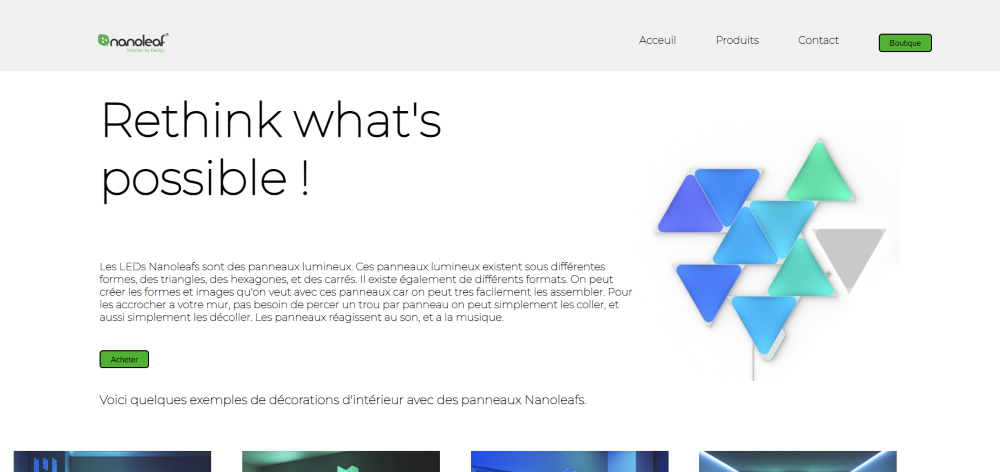 nanoleaf
Smarter by Design
Acceuil
Produits
Contact
Boutique
Rethink what's
possible !
Les LEDs Nanoleafs sont des panneaux lumineux. Ces panneaux lumineux existent sous différentes
formes, des triangles, des hexagones, et des carrés. Il existe également de différents formats. On peut
créer les formes et images qu'on veut avec ces panneaux car on peut tres facilement les assembler. Pour
les accrocher a votre mur, pas besoin de percer un trou par panneau on peut simplement les coller, et
aussi simplement les décoller. Les panneaux réagissent au son, et a la musique.
Acheter
Voici quelques exemples de décorations d'intérieur avec des panneaux Nanoleafs.